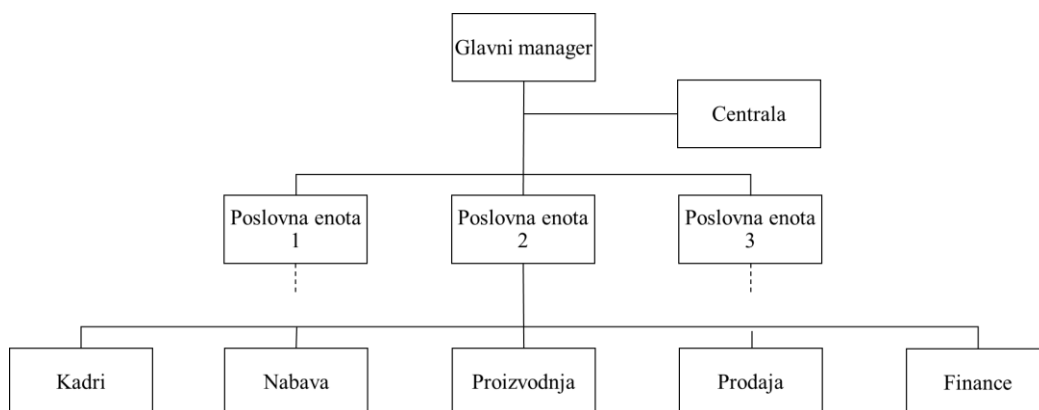 Glavni manager
Centrala
Poslovna enota
1
Poslovna enota
2
Poslovna enota
3
Kadri
Nabava
Proizvodnja
Prodaja
Finance